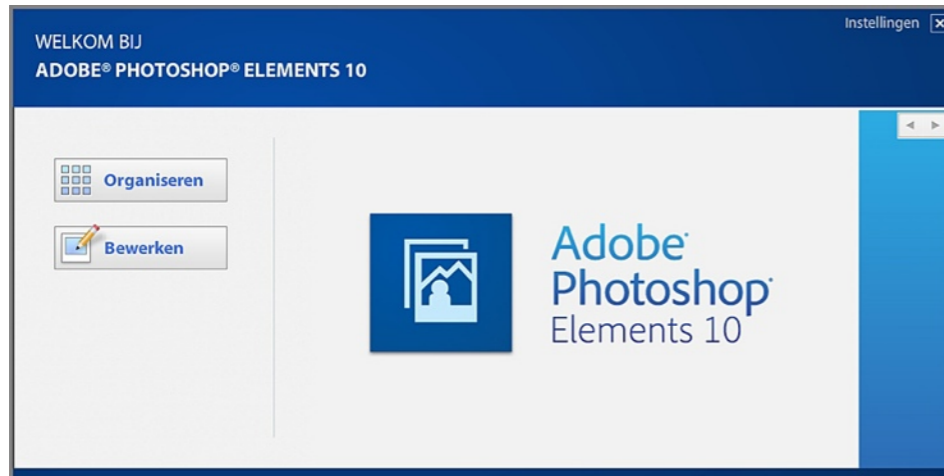 Instellingen
WELKOM BIJ
ADOBE® PHOTOSHOP® ELEMENTS 10
Organiseren
Bewerken
Adobe®
Photoshop®
Elements 10